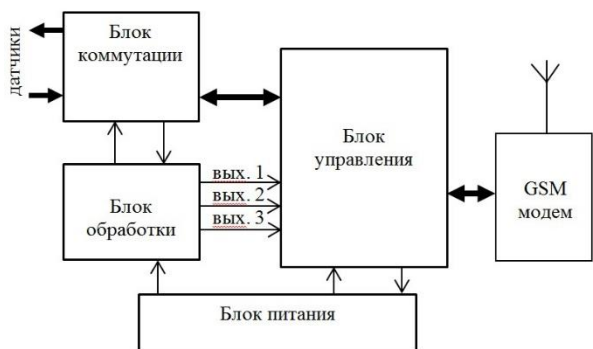 датчики
Блок
коммутации
Блок
управления
вых. 1
вых. 2
вых. 3
Блок
обработки
GSM
модем
Блок питания